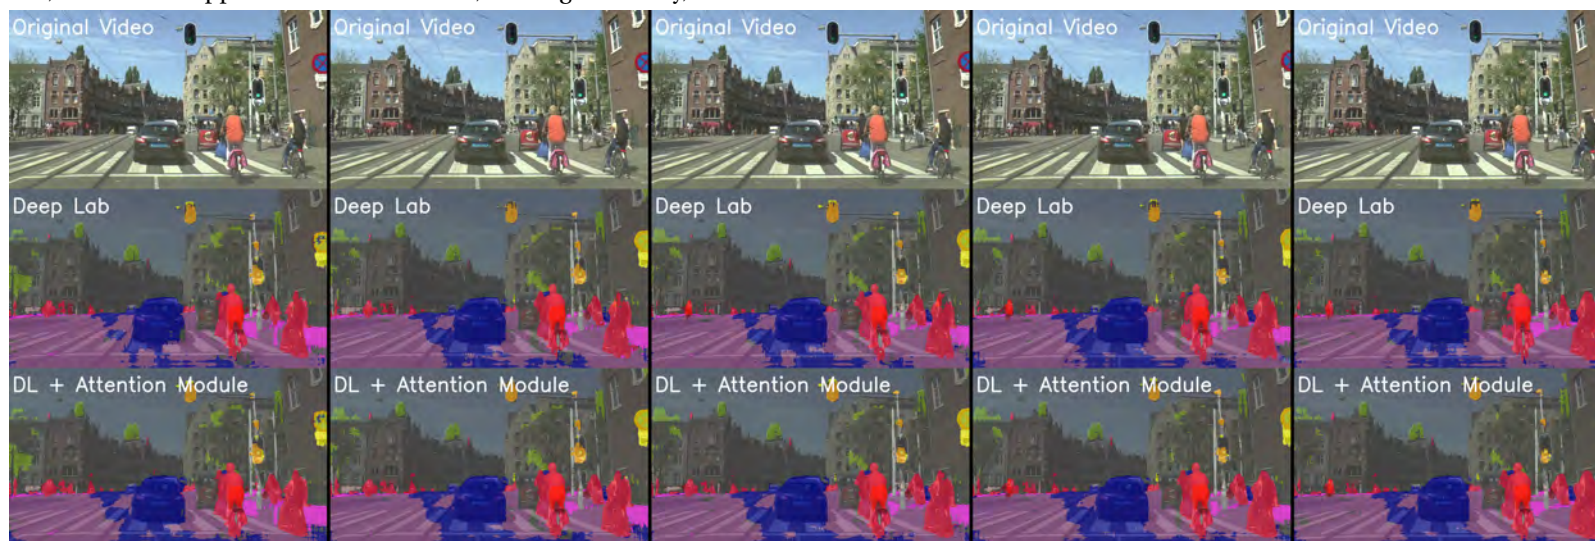 Original Video Original Video Original Video Original Video Original Video
Deep Lab Deep Lab Deep Lab Deep Lab Deep Lab
DL + Attention Module DL + Attention Module DL + Attention Module DL + Attention Module DL + Attention Module